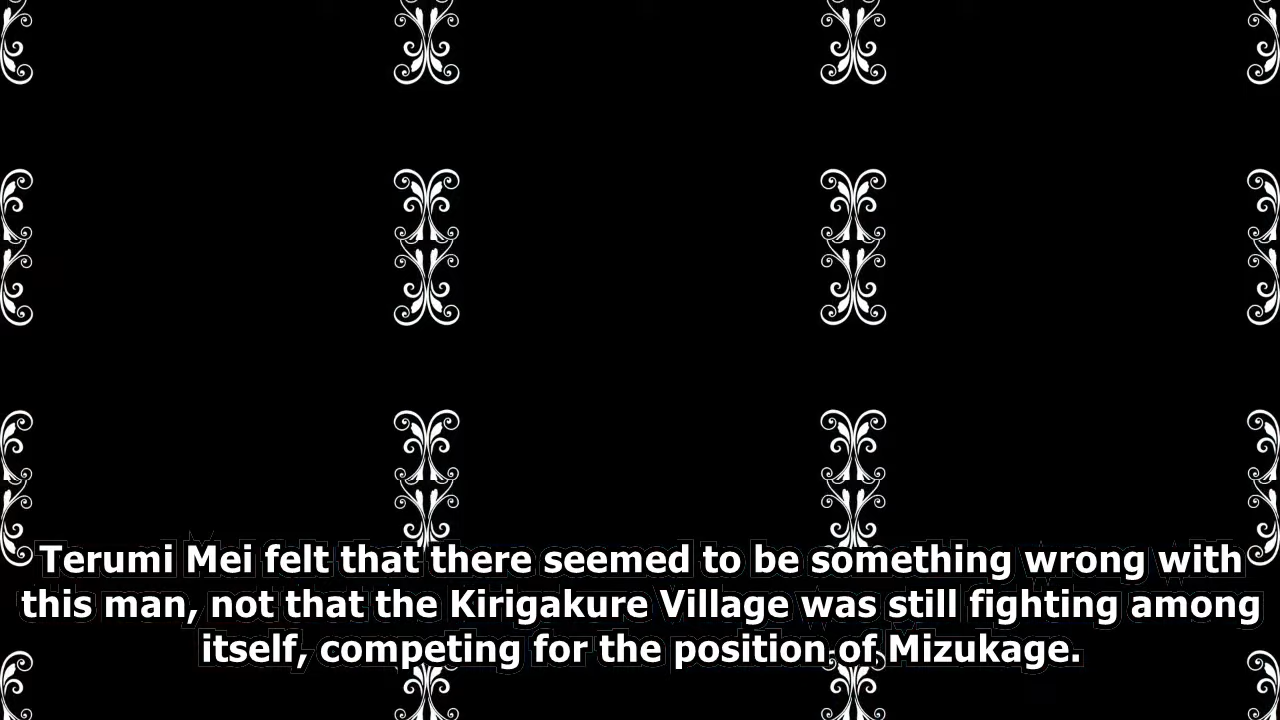 Terumi Mei felt that there seemed to be something wrong with
this man, not that the Kirigakure Village was still fighting among
itself, competing for the position of Mizukage.